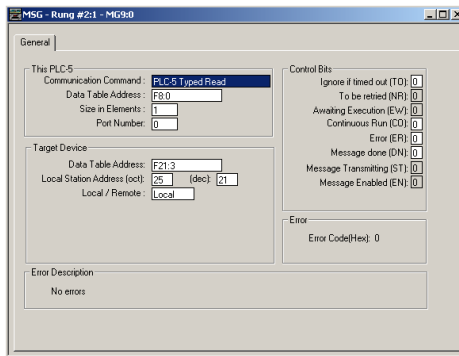 MSG - Rung #2:1 - MG9:0
General
This PLC-5
Communication Command : PLC-5 Typed Read
Data Table Address : F8:0
Size in Elements : 1
Port Number: 0
Target Device
Data Table Address: F21:3
Local Station Address (oct): 25 (dec): 21
Local / Remote : Local
Control Bits
Ignore if timed out (TO): 0
To be retried (NR): 0
Awaiting Execution (EW): 0
Continuous Run (CO): 0
Error (ER): 0
Message done (DN): 0
Message Transmitting (ST): 0
Message Enabled (EN): 0
Error
Error Code(Hex): 0
Error Description
No errors